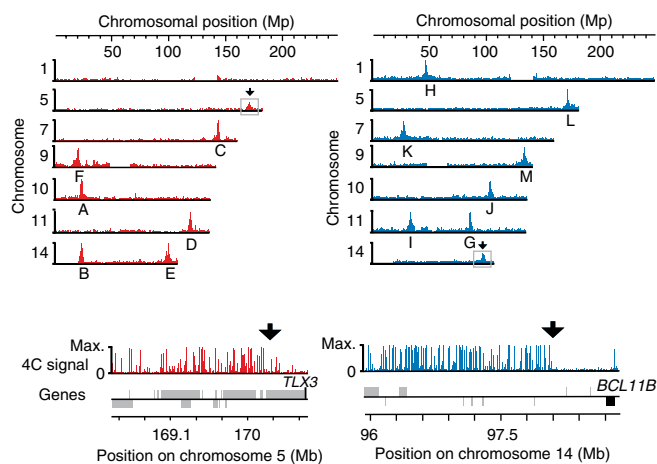 Chromosomal position (Mp)
50 100 150 200
Chromosome
1
5
7
C
9
F
10
A
11
D
14
B E
Chromosomal position (Mp)
50 100 150 200
Chromosome
1
H
5
L
7
K
9
M
10
J
11
I G
14
Max.
4C signal
0
TLX3
Genes
169.1 170
Position on chromosome 5 (Mb)
Max.
0
BCL11B
96 97.5
Position on chromosome 14 (Mb)